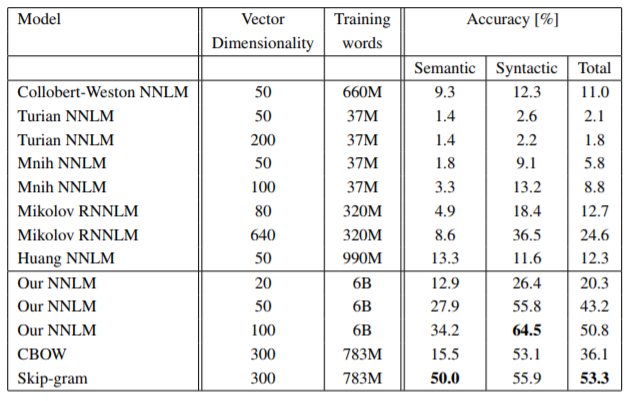 Model Vector Training Accuracy [%]
Dimensionality words
Semantic Syntactic Total
Collobert-Weston NNLM 50 660M 9.3 12.3 11.0
Turian NNLM 50 37M 1.4 2.6 2.1
Turian NNLM 200 37M 1.4 2.2 1.8
Mnih NNLM 50 37M 1.8 9.1 5.8
Mnih NNLM 100 37M 3.3 13.2 8.8
Mikolov RNNLM 80 320M 4.9 18.4 12.7
Mikolov RNNLM 640 320M 8.6 36.5 24.6
Huang NNLM 50 990M 13.3 11.6 12.3
Our NNLM 20 6B 12.9 26.4 20.3
Our NNLM 50 6B 27.9 55.8 43.2
Our NNLM 100 6B 34.2 64.5 50.8
CBOW 300 783M 15.5 53.1 36.1
Skip-gram 300 783M 50.0 55.9 53.3